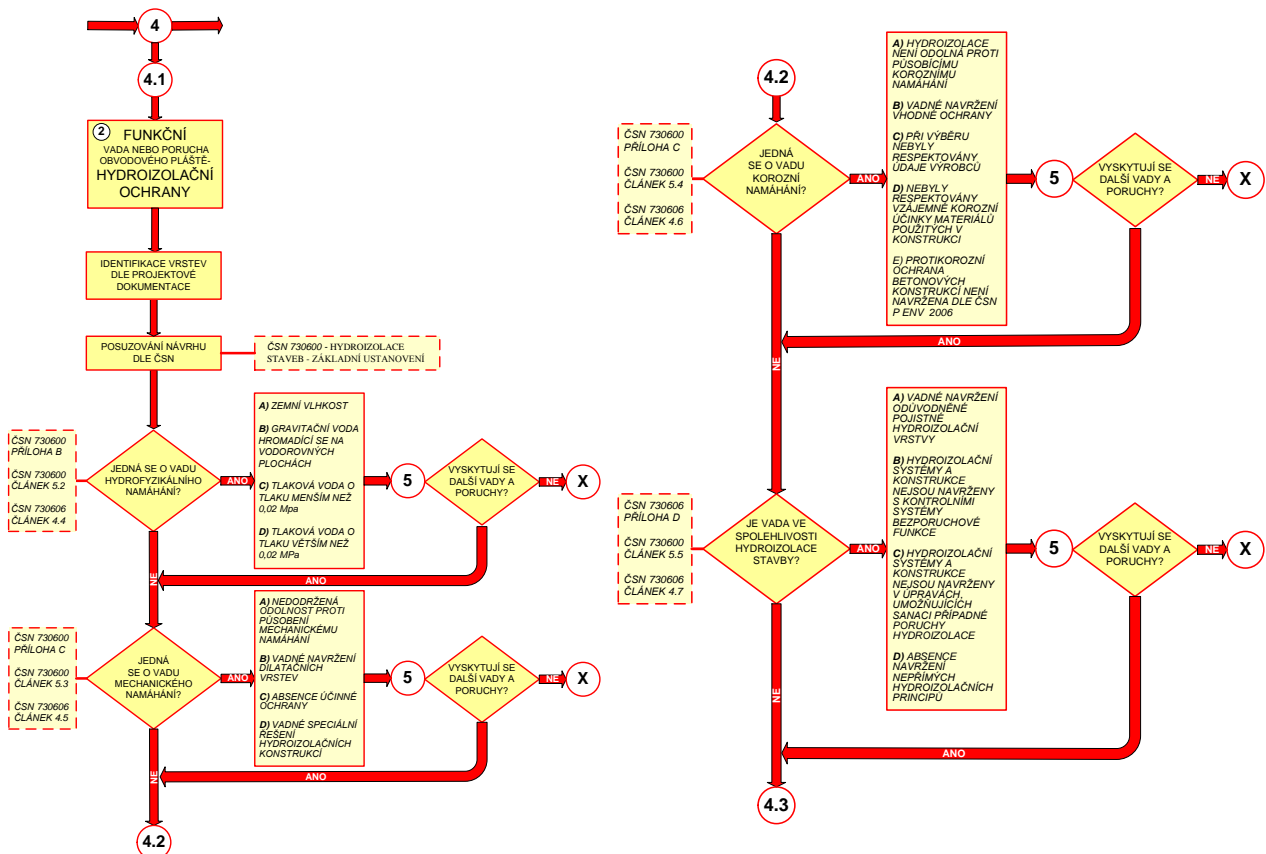 4
4.1
2
FUNKČNÍ
VADA NEBO PORUCHA
OBVODOVÉHO PLÁŠTĚ-
HYDROIZOLAČNÍ
OCHRANY
IDENTIFIKACE VRSTEV
DLE PROJEKTOVÉ
DOKUMENTACE
POSUZOVÁNÍ NÁVRHU
DLE ČSN
ČSN 730600 - HYDROIZOLACE
STAVEB - ZÁKLADNÍ USTANOVENÍ
ČSN 730600
PŘÍLOHA B
ČSN 730600
ČLÁNEK 5.2
ČSN 730606
ČLÁNEK 4.4
JEDNÁ SE O VADU
HYDROFYZIKÁLNÍHO
NAMÁHÁNÍ?
ANO
A) ZEMNÍ VLHKOST
B) GRAVITAČNÍ VODA
HROMADÍCÍ SE NA
VODOROVNÝCH
PLOCHÁCH
C) TLAKOVÁ VODA O
TLAKU MENŠÍM NEŽ
0,02 Mpa
D) TLAKOVÁ VODA O
TLAKU VĚTŠÍM NEŽ
0,02 MPa
5
VYSKYTUJÍ SE
DALŠÍ VADY A
PORUCHY?
NE
X
ANO
NE
ČSN 730600
PŘÍLOHA C
ČSN 730600
ČLÁNEK 5.3
ČSN 730606
ČLÁNEK 4.5
JEDNÁ
SE O VADU
MECHANICKÉHO
NAMÁHÁNÍ?
ANO
A) NEDODRŽENÁ
ODOLNOST PROTI
PŮSOBENÍ
MECHANICKÉMU
NAMÁHÁNÍ
B) VADNÉ NAVRŽENÍ
DILATAČNÍCH
VRSTEV
C) ABSENCE ÚČINNÉ
OCHRANY
D) VADNÉ SPECIÁLNÍ
ŘEŠENÍ
HYDROIZOLAČNÍCH
KONSTRUKCÍ
5
VYSKYTUJÍ SE
DALŠÍ VADY A
PORUCHY?
NE
X
ANO
NE
4.2
4.2
ČSN 730600
PŘÍLOHA C
ČSN 730600
ČLÁNEK 5.4
ČSN 730606
ČLÁNEK 4.6
JEDNÁ
SE O VADU
KOROZNÍ
NAMÁHÁNÍ?
ANO
A) HYDROIZOLACE
NENÍ ODOLNÁ PROTI
PŮSOBÍCÍMU
KOROZNÍMU
NAMÁHÁNÍ
B) VADNÉ NAVRŽENÍ
VHODNÉ OCHRANY
C) PŘI VÝBĚRU
NEBYLY
RESPEKTOVÁNY
ÚDAJE VÝROBCŮ
D) NEBYLY
RESPEKTOVÁNY
VZÁJEMNÉ KOROZNÍ
ÚČINKY MATERIÁLŮ
POUŽITÝCH V
KONSTRUKCI
E) PROTIKOROZNÍ
OCHRANA
BETONOVÝCH
KONSTRUKCÍ NENÍ
NAVRŽENA DLE ČSN
P ENV 2006
5
VYSKYTUJÍ SE
DALŠÍ VADY A
PORUCHY?
NE
X
ANO
NE
ČSN 730606
PŘÍLOHA D
ČSN 730600
ČLÁNEK 5.5
ČSN 730606
ČLÁNEK 4.7
JE VADA VE
SPOLEHLIVOSTI
HYDROIZOLACE
STAVBY?
ANO
A) VADNÉ NAVRŽENÍ
ODŮVODNĚNÉ
POJISTNÉ
HYDROIZOLAČNÍ
VRSTVY
B) HYDROIZOLAČNÍ
SYSTÉMY A
KONSTRUKCE
NEJSOU NAVRŽENY
S KONTROLNÍMI
SYSTÉMY
BEZPORUCHOVÉ
FUNKCE
C) HYDROIZOLAČNÍ
SYSTÉMY A
KONSTRUKCE
NEJSOU NAVRŽENY
V ÚPRAVÁCH,
UMOŽŇUJÍCÍCH
SANACI PŘÍPADNÉ
PORUCHY
HYDROIZOLACE
D) ABSENCE
NAVRŽENÍ
NEPŘÍMÝCH
HYDROIZOLAČNÍCH
PRINCIPŮ
5
VYSKYTUJÍ SE
DALŠÍ VADY A
PORUCHY?
NE
X
ANO
NE
4.3